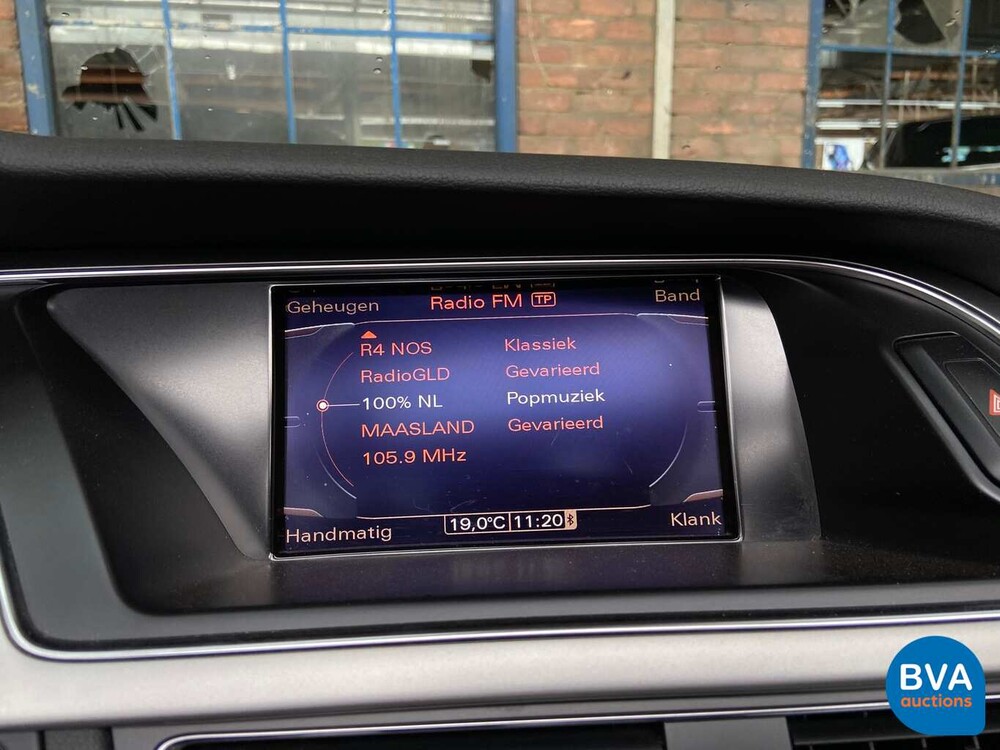 Geheugen Radio FM TP Band
R4 NOS Klassiek
RadioGLD Gevarieerd
100% NL Popmuziek
MAASLAND Gevarieerd
105.9 MHz
Handmatig 19,0°C 11:20 Klank
BVA
auctions